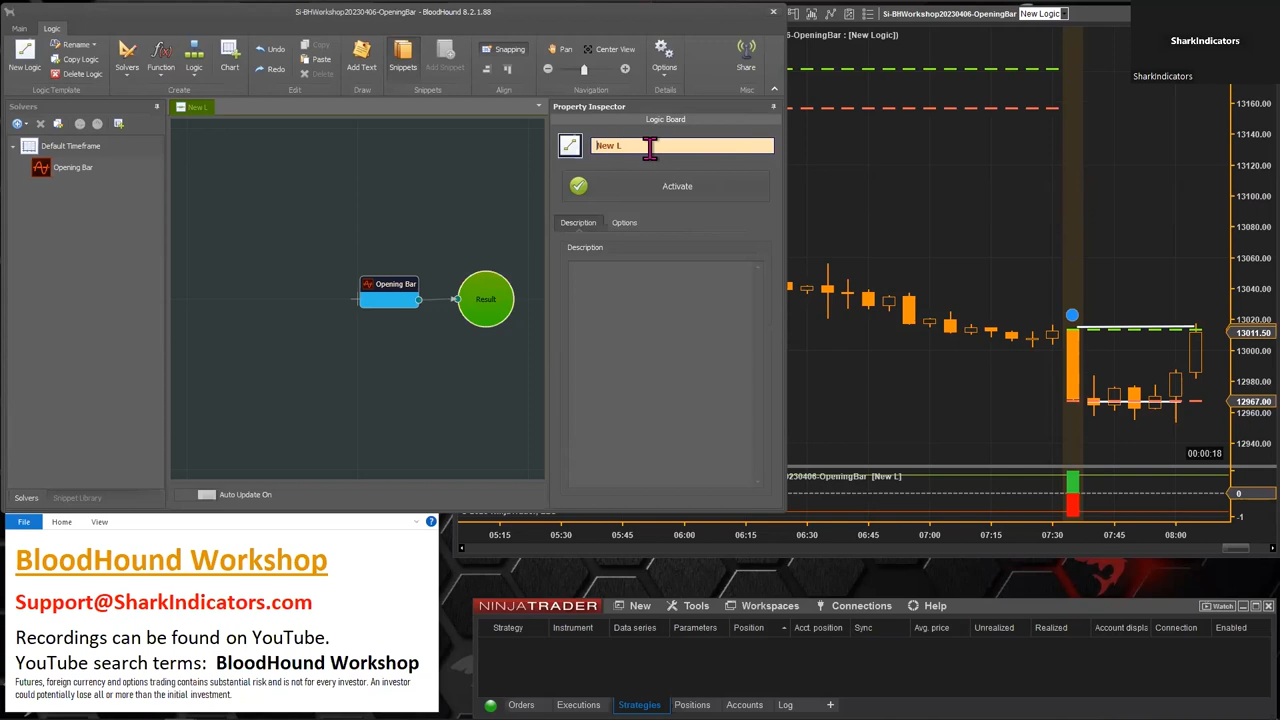 Si-BHWorkshop20230406-OpeningBar - BloodHound 8.2.1.88
Si-BHWorkshop20230406-OpeningBar
New Logic
SharkIndicators
SharkIndicators
Main
Logic
6-OpeningBar : [New Logic])
New Logic
Rename
Copy Logic
Delete Logic
Logic Template
Solvers
Function
Logic
Chart
Create
Undo
Redo
Copy
Paste
Delete
Edit
Add Text
Draw
Snippets
Add Snippet
Snippets
Snapping
Align
Pan
Center View
Navigation
Options
Details
Share
Misc
Solvers
New L
Property Inspector
Logic Board
New L
Activate
Description
Options
Description
Default Timeframe
Opening Bar
Opening Bar
Result
Solvers
Snippet Library
Auto Update On
13160.00
13140.00
13120.00
13100.00
13080.00
13060.00
13040.00
13020.00
13011.50
13000.00
12980.00
12967.00
12960.00
12940.00
00:00:18
230406-OpeningBar [New L]
0
-1
05:15
05:30
05:45
06:00
06:15
06:30
06:45
07:00
07:15
07:30
07:45
08:00
File
Home
View
BloodHound Workshop
Support@SharkIndicators.com
Recordings can be found on YouTube.
YouTube search terms: BloodHound Workshop
Futures, foreign currency and options trading contains substantial risk and is not for every investor. An investor
could potentially lose all or more than the initial investment.
NINJATRADER
New
Tools
Workspaces
Connections
Help
Watch
Strategy
Instrument
Data series
Parameters
Position
Acct. position
Sync
Avg. price
Unrealized
Realized
Account displa
Connection
Enabled
Orders
Executions
Strategies
Positions
Accounts
Log
+